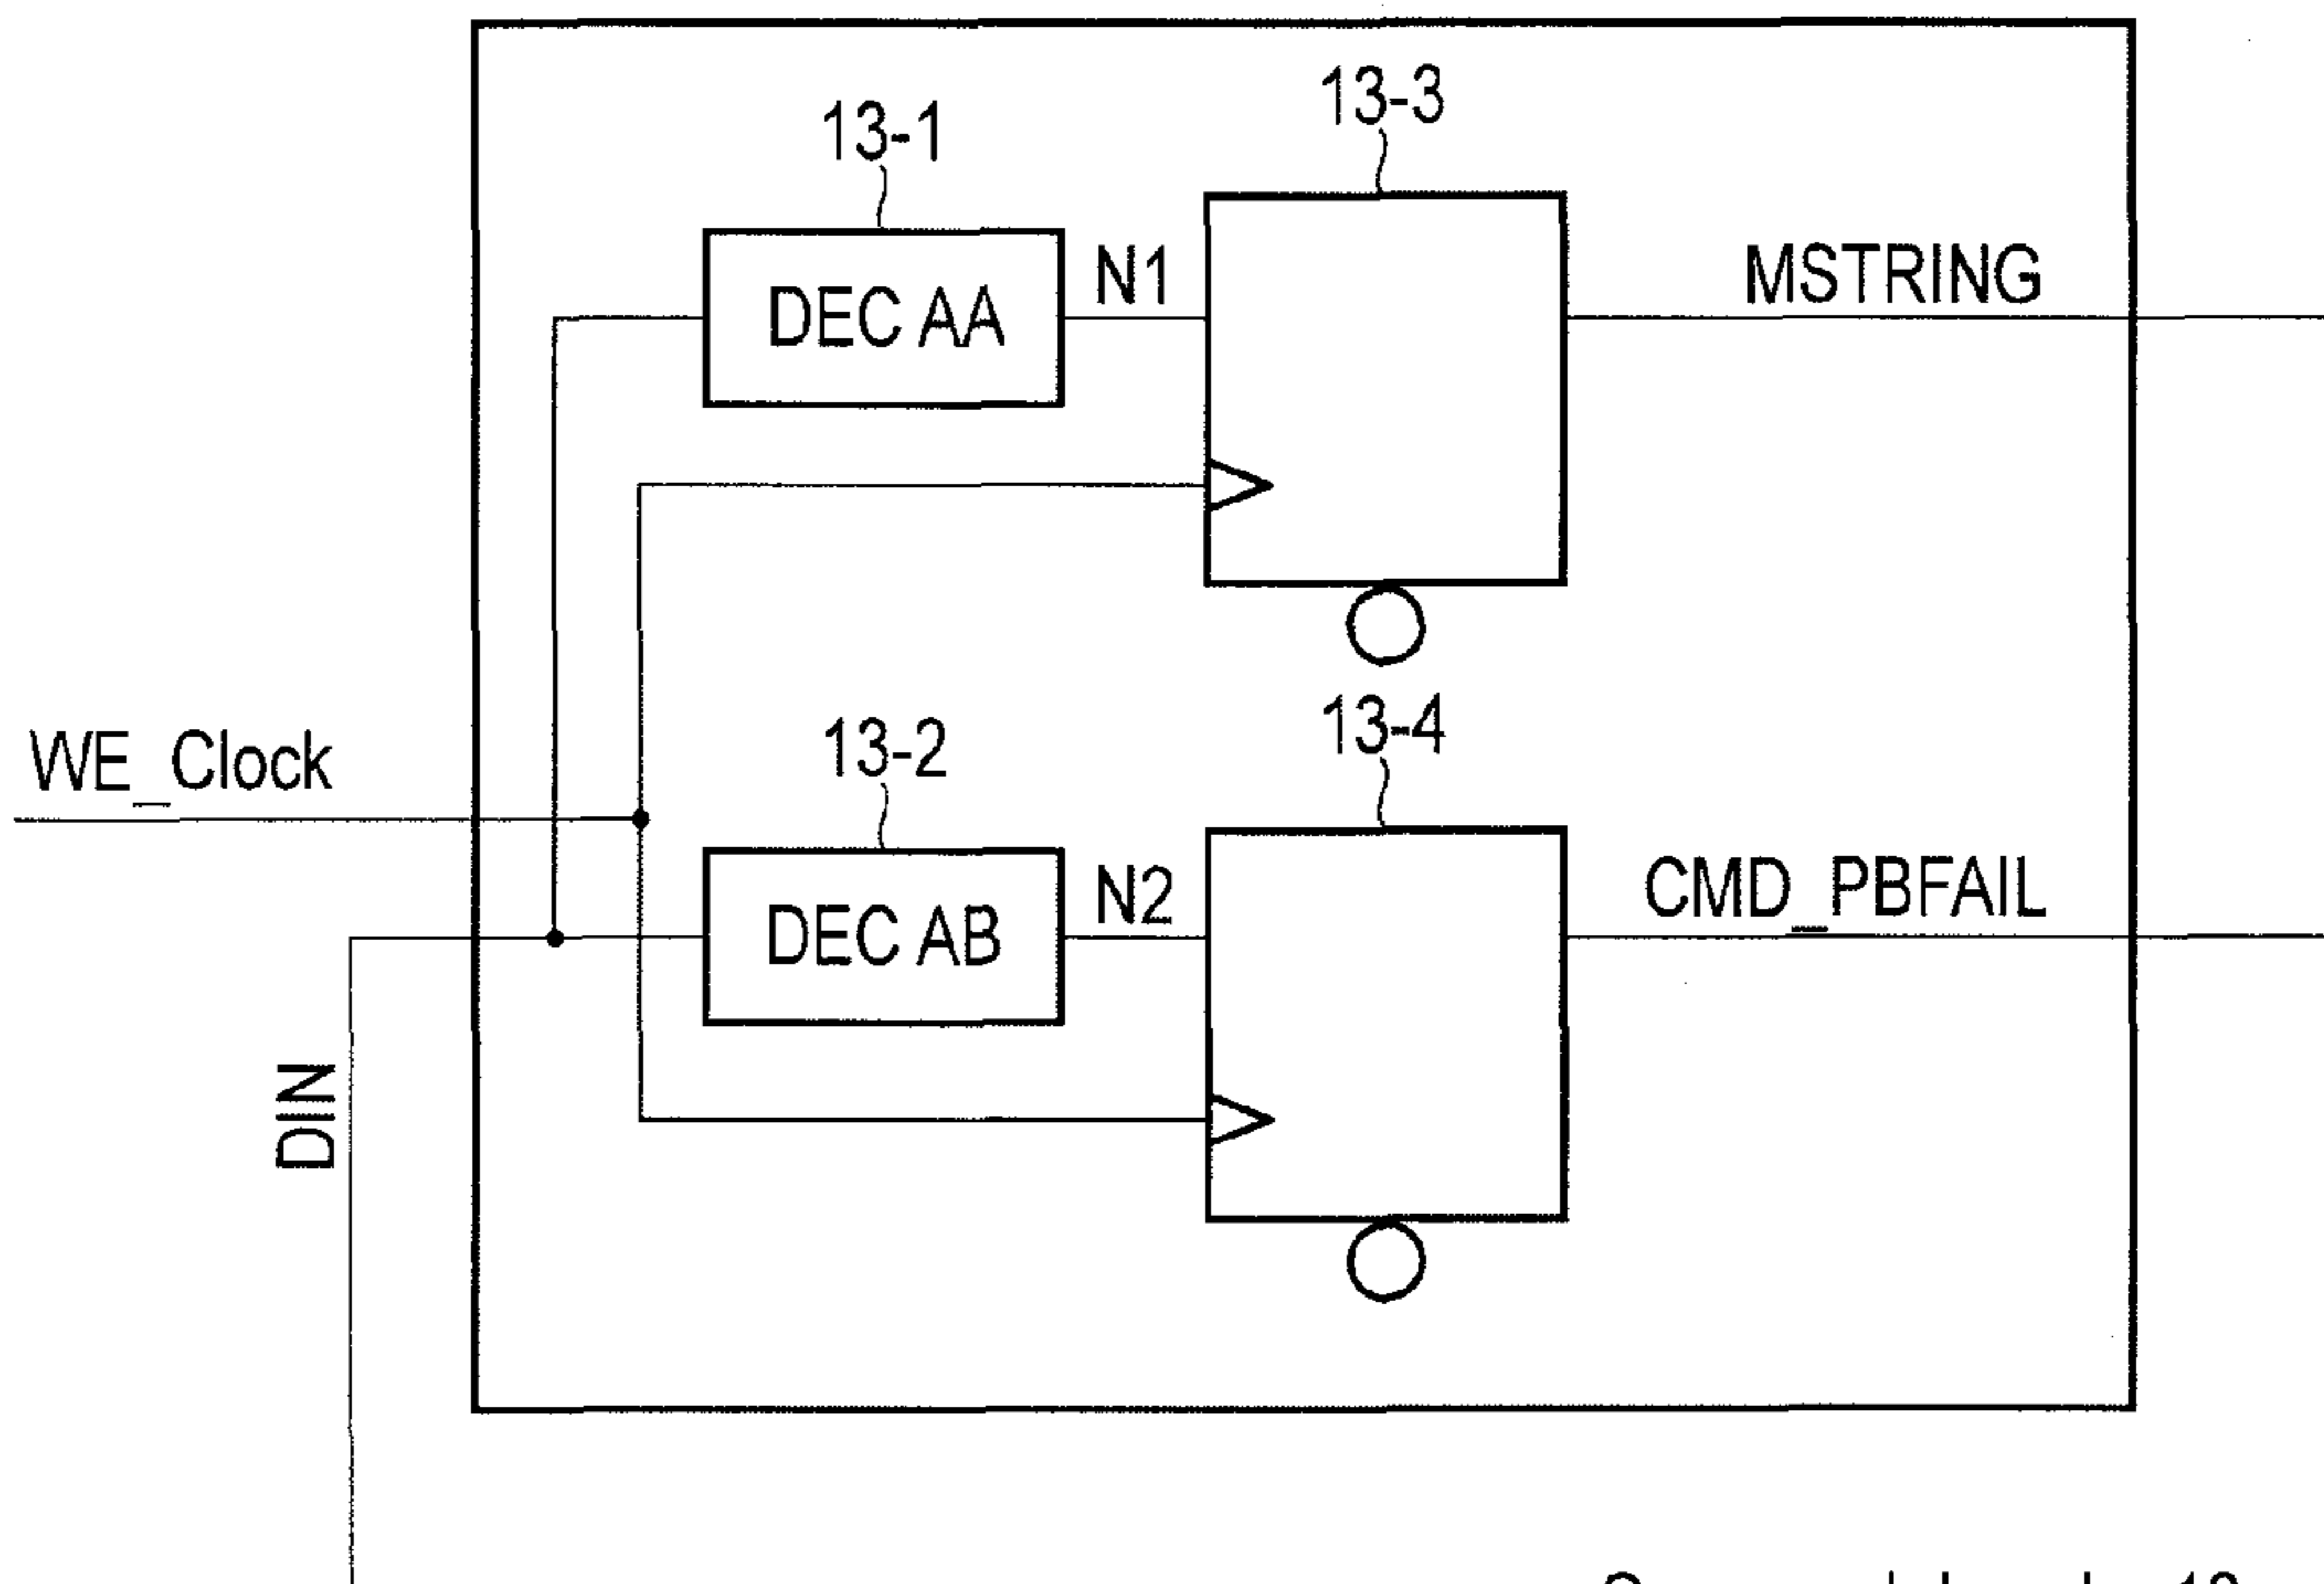 13-3
13-1
N1
MSTRING
DEC AA
13-4
13-2
WE_Clock
N2
CMD_PBFAIL
DEC AB
DIN